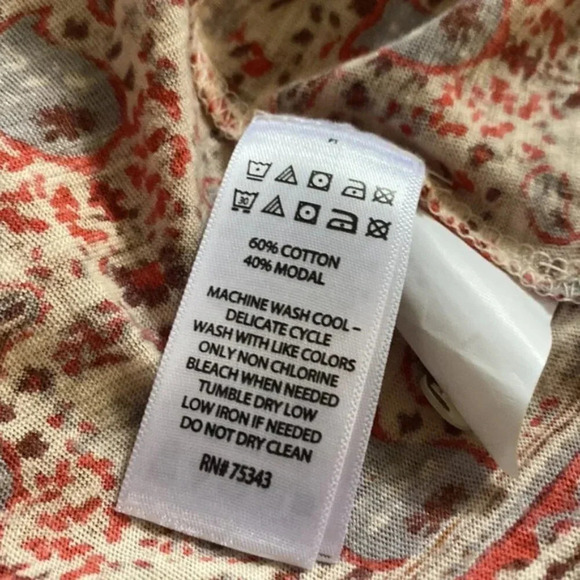 30
60% COTTON
40% MODAL
MACHINE WASH COOL –
DELICATE CYCLE
WASH WITH LIKE COLORS
ONLY NON CHLORINE
BLEACH WHEN NEEDED
TUMBLE DRY LOW
LOW IRON IF NEEDED
DO NOT DRY CLEAN
RN# 75343